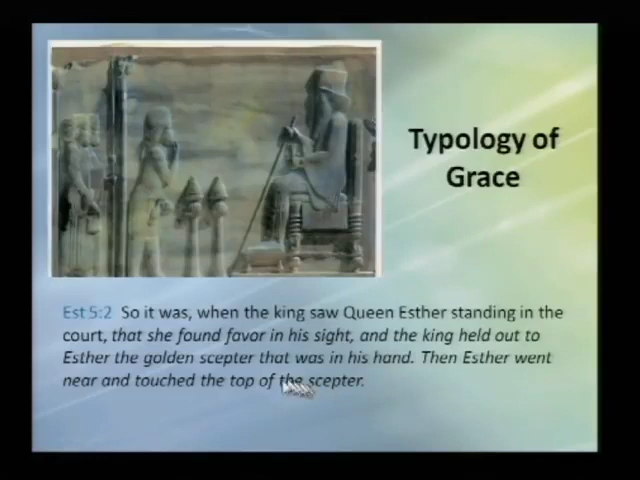 Typology of
Grace
Est 5:2 So it was, when the king saw Queen Esther standing in the
court, that she found favor in his sight, and the king held out to
Esther the golden scepter that was in his hand. Then Esther went
near and touched the top of the scepter.